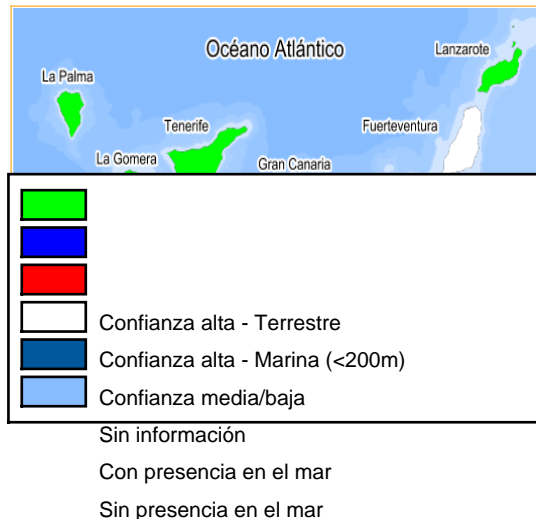 Océano Atlántico
Lanzarote
La Palma
Tenerife
Fuerteventura
La Gomera
Gran Canaria
Confianza alta - Terrestre
Confianza alta - Marina (<200m)
Confianza media/baja
Sin información
Con presencia en el mar
Sin presencia en el mar